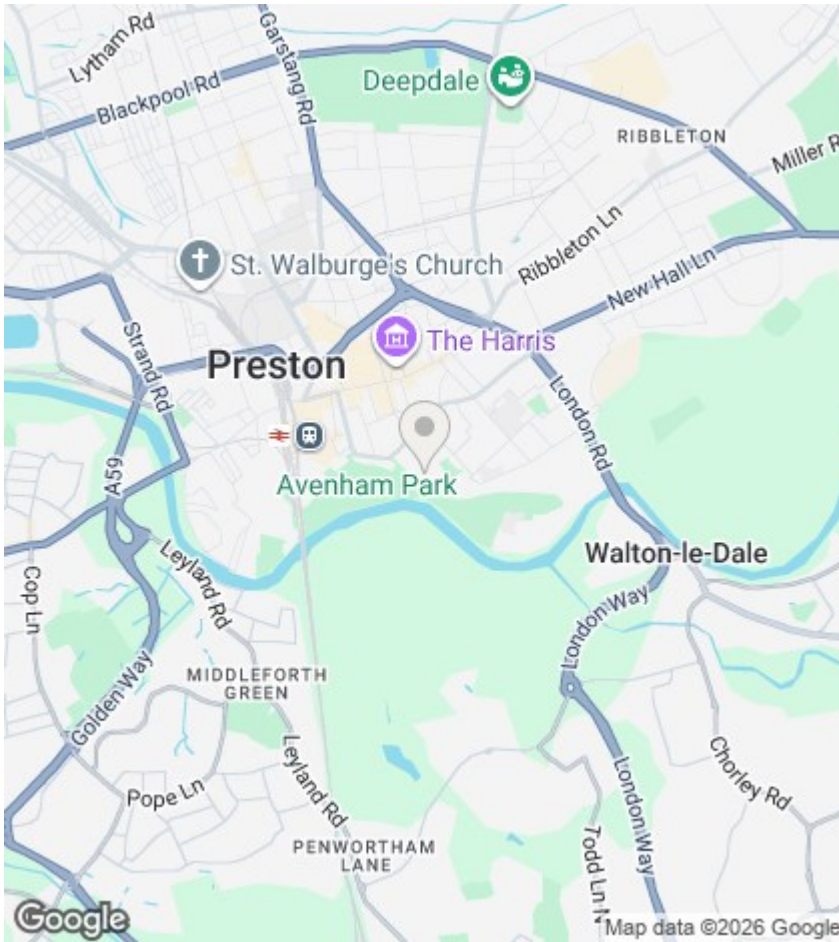 Lytham Rd
Garstang Rd
Blackpool Rd
Deepdale
RIBBLETON
Miller R
St. Walburge's Church
Ribbleton Ln
New Hall Ln
Strand Rd
The Harris
Preston
London Rd
A59
Avenham Park
Leyland Rd
Walton-le-Dale
Cop Ln
London Way
MIDDLEFORTH
GREEN
Golden Way
Leyland Rd
Pope Ln
London Way
Chorley Rd
PENWORTHAM
LANE
Todd Ln N
Google
Map data ©2026 Google